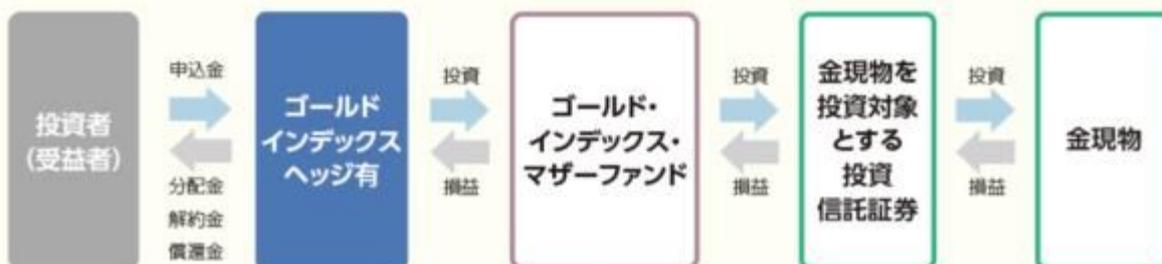 投資者
(受益者)
申込金
分配金
解約金
償還金
ゴールド
インデックス
ヘッジ有
投資
損益
ゴールド・
インデックス・
マザーファンド
投資
損益
金現物を
投資対象
とする
投資
信託証券
投資
損益
金現物